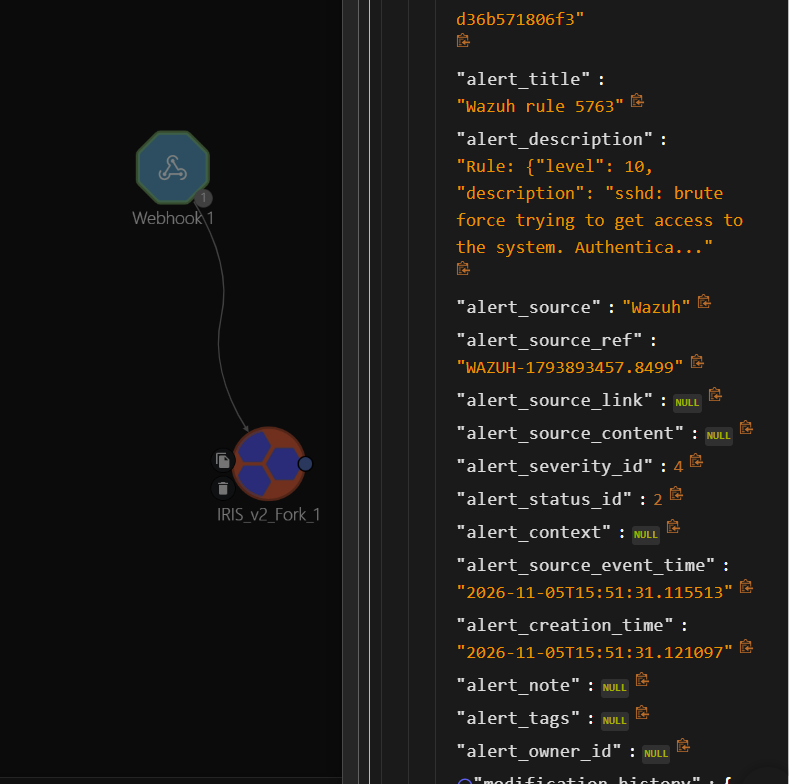 Webhook 1
1
IRIS_v2_Fork_1
d36b571806f3"
"alert_title" :
"Wazuh rule 5763"
"alert_description" :
"Rule: {"level": 10,
"description": "sshd: brute
force trying to get access to
the system. Authentica..."
"alert_source" : "Wazuh"
"alert_source_ref" :
"WAZUH-1793893457.8499"
"alert_source_link" : NULL
"alert_source_content" : NULL
"alert_severity_id" : 4
"alert_status_id" : 2
"alert_context" : NULL
"alert_source_event_time" :
"2026-11-05T15:51:31.115513"
"alert_creation_time" :
"2026-11-05T15:51:31.121097"
"alert_note" : NULL
"alert_tags" : NULL
"alert_owner_id" : NULL
"modification_history" : {